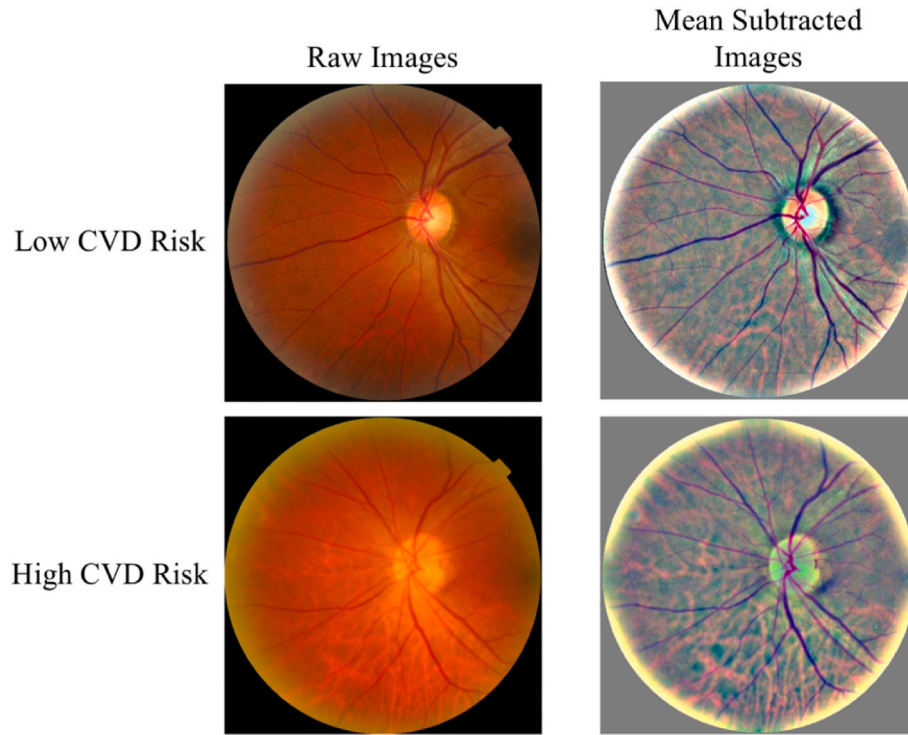 Raw Images
Mean Subtracted
Images
Low CVD Risk
High CVD Risk